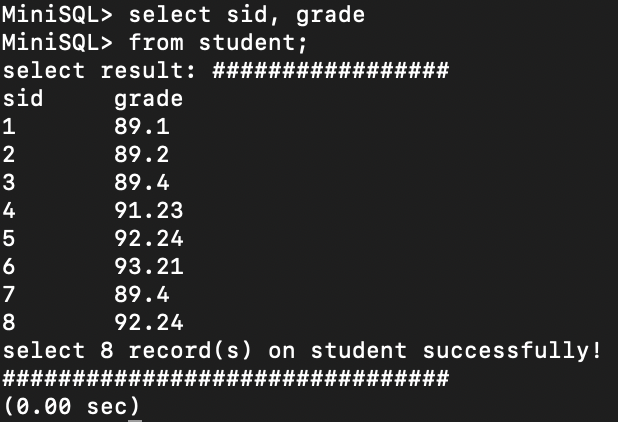 MiniSQL> select sid, grade
MiniSQL> from student;
select result: #################
sid     grade
1       89.1
2       89.2
3       89.4
4       91.23
5       92.24
6       93.21
7       89.4
8       92.24
select 8 record(s) on student successfully!
################################
(0.00 sec)